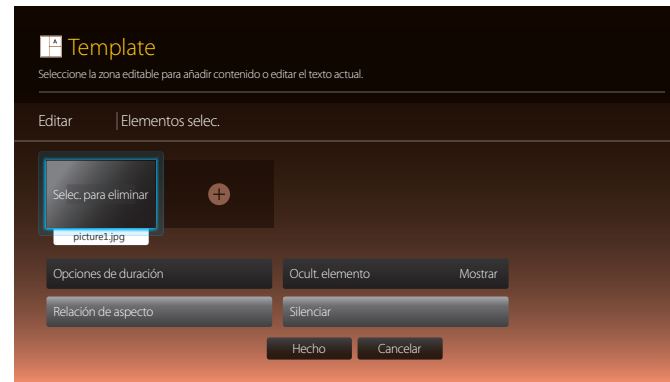 Template
Seleccione la zona editable para añadir contenido o editar el texto actual.
Editar Elementos selec.
Selec. para eliminar
picture1.jpg
Opciones de duración Ocult. elemento Mostrar
Relación de aspecto Silenciar
Hecho Cancelar